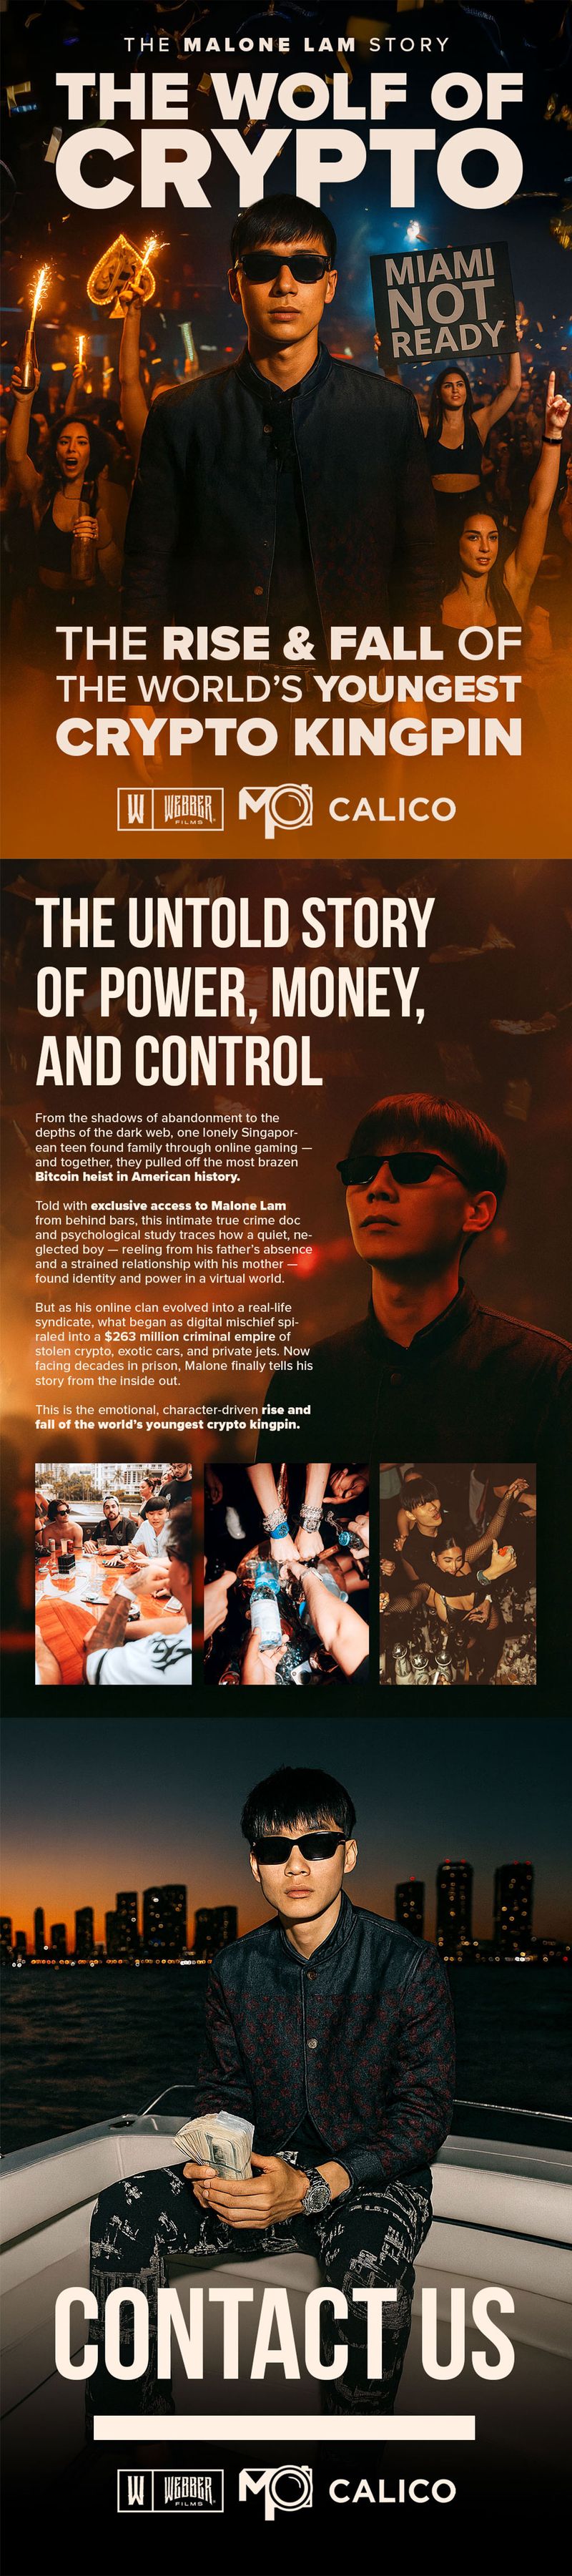 THE MALONE LAM STORY
THE WOLF OF
CRYPTO
MIAMI
NOT
READY
THE RISE & FALL OF
THE WORLD'S YOUNGEST
CRYPTO KINGPIN
W WEBBER FILMS MP CALICO
THE UNTOLD STORY
OF POWER, MONEY,
AND CONTROL
From the shadows of abandonment to the
depths of the dark web, one lonely Singapor-
ean teen found family through online gaming —
and together, they pulled off the most brazen
Bitcoin heist in American history.
Told with exclusive access to Malone Lam
from behind bars, this intimate true crime doc
and psychological study traces how a quiet, ne-
glected boy — reeling from his father's absence
and a strained relationship with his mother —
found identity and power in a virtual world.
But as his online clan evolved into a real-life
syndicate, what began as digital mischief spi-
raled into a $263 million criminal empire of
stolen crypto, exotic cars, and private jets. Now
facing decades in prison, Malone finally tells his
story from the inside out.
This is the emotional, character-driven rise and
fall of the world's youngest crypto kingpin.
CONTACT US
W WEBBER FILMS MP CALICO